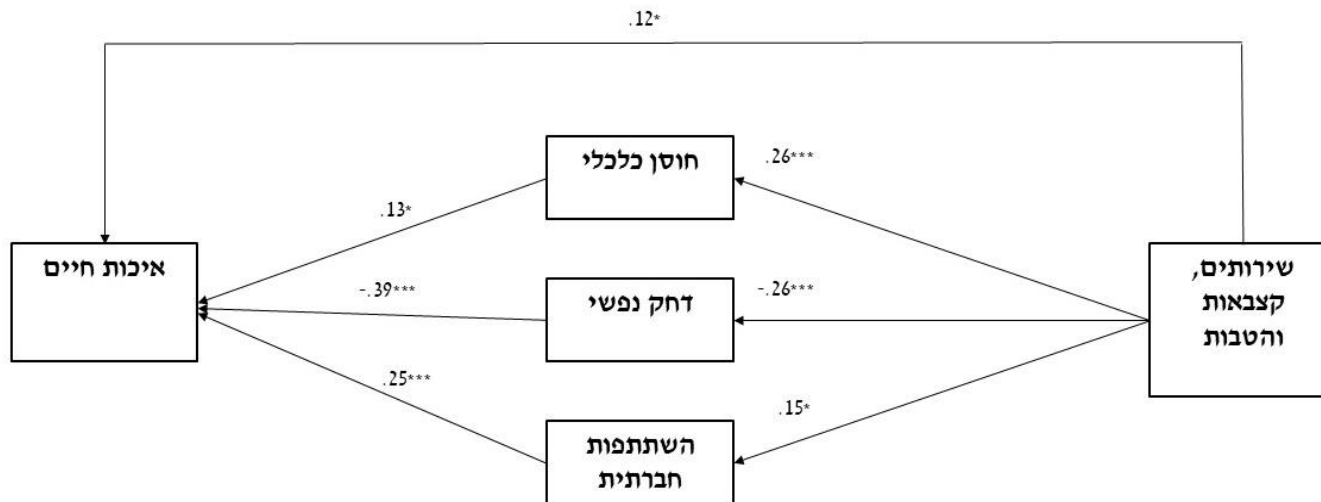 .12*
חוסן כלכלי
.26***
.13*
שירותים,
קצבאות
והטבות
איכות חיים
דחק נפשי
-.26***
-.39***
.15*
.25***
השתתפות
חברתית